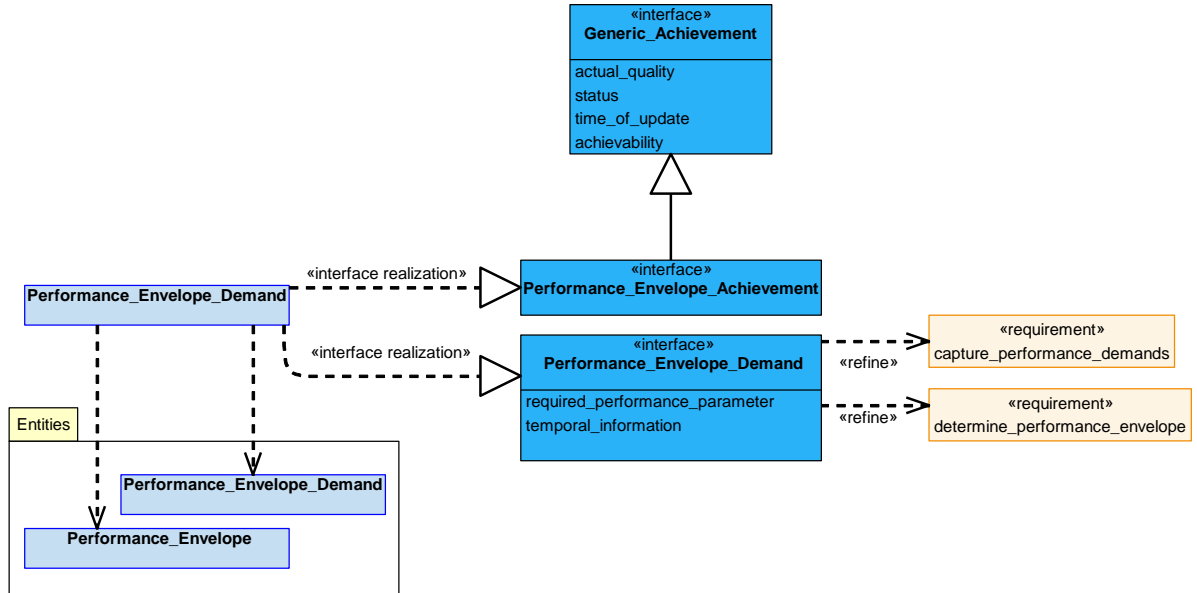 «interface»
Generic_Achievement
actual_quality
status
time_of_update
achievability
«interface realization»
«interface»
Performance_Envelope_Achievement
Performance_Envelope_Demand
«interface realization»
«interface»
Performance_Envelope_Demand
required_performance_parameter
temporal_information
«refine»
«requirement»
capture_performance_demands
«refine»
«requirement»
determine_performance_envelope
Entities
Performance_Envelope_Demand
Performance_Envelope